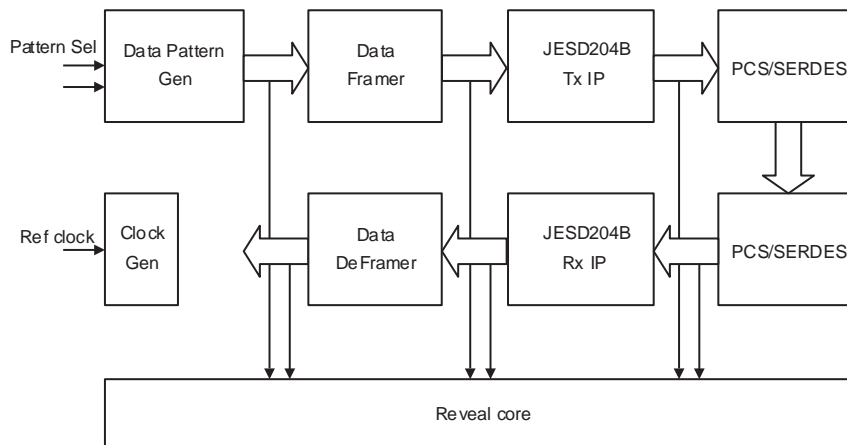 Pattern Sel
Data Pattern
Gen
Data
Framer
JESD204B
Tx IP
PCS/SERDES
Ref clock
Clock
Gen
Data
DeFramer
JESD204B
Rx IP
PCS/SERDES
Reveal core